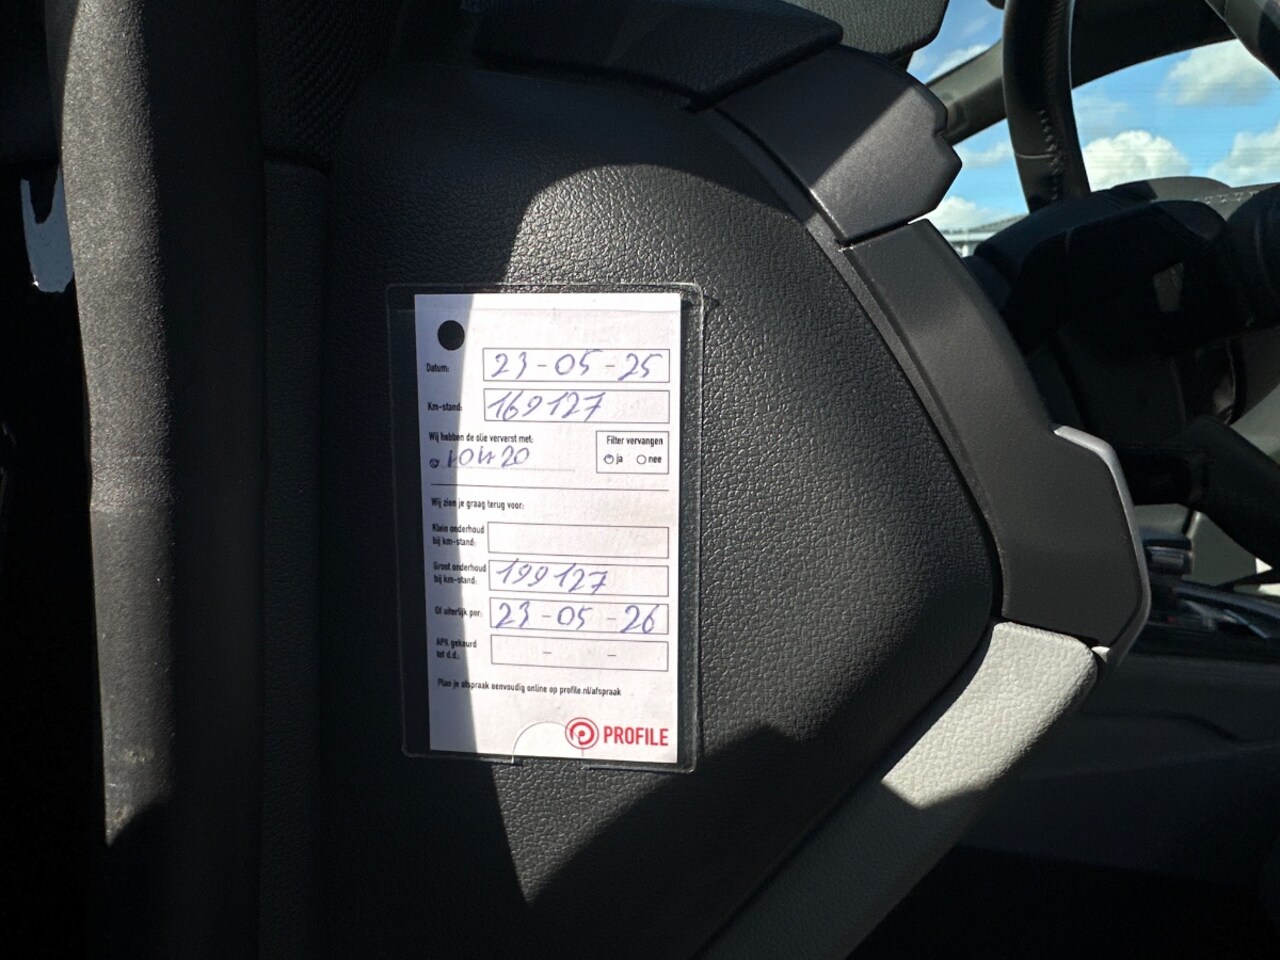 Datum: 23-05-25
Km-stand: 169127
Wij hebben de olie ververst met:
Filter vervangen
ja nee
Wij zien je graag terug voor:
Klein onderhoud
bij km-stand:
Groot onderhoud
bij km-stand: 199127
Of uiterlijk per: 23-05-26
APK gekeurd
tot d.d.: - -
Plan je afspraak eenvoudig online op profile.nl/afspraak
PROFILE